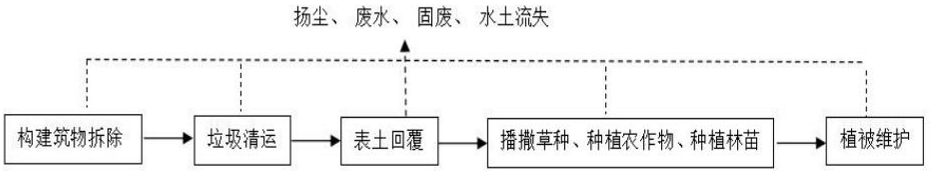 扬尘、废水、固废、水土流失
构建筑物拆除
垃圾清运
表土回覆
播撒草种、种植农作物、种植林苗
植被维护